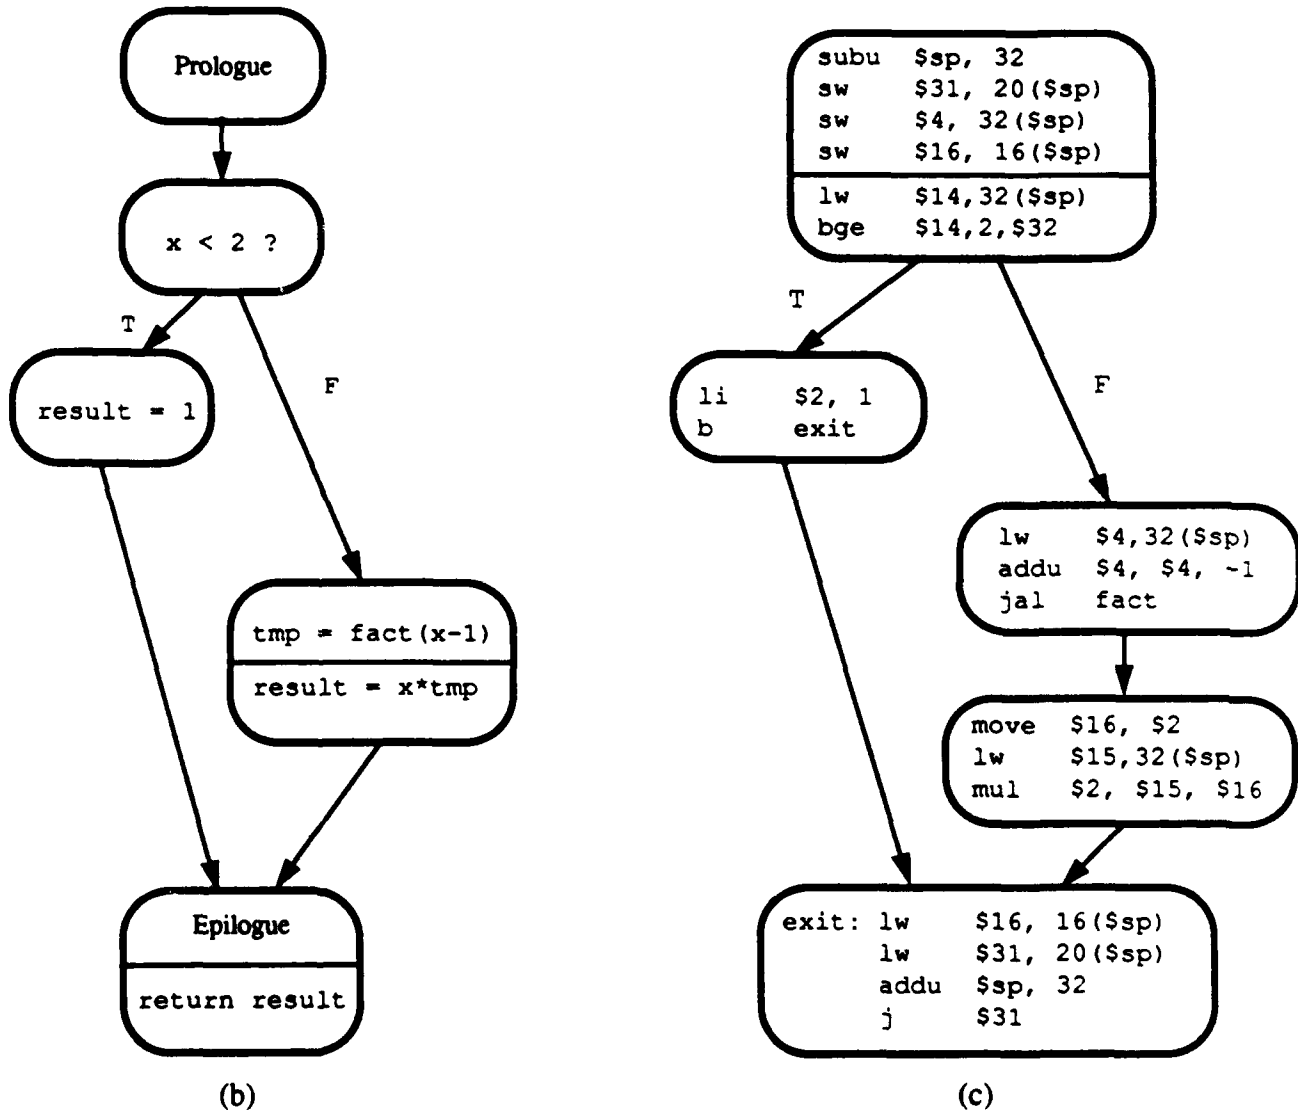 Prologue
x < 2 ?
T
F
result = 1
tmp = fact(x-1)
result = x*tmp
Epilogue
return result
(b)
subu $sp, 32
sw $31, 20($sp)
sw $4, 32($sp)
sw $16, 16($sp)
lw $14,32($sp)
bge $14,2,$32
T
F
li $2, 1
b exit
lw $4,32($sp)
addu $4, $4, -1
jal fact
move $16, $2
lw $15,32($sp)
mul $2, $15, $16
exit: lw $16, 16($sp)
lw $31, 20($sp)
addu $sp, 32
j $31
(c)